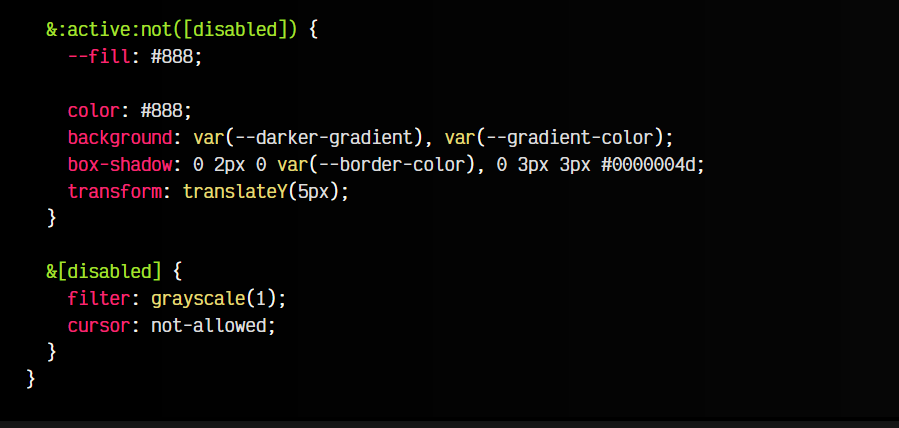 &:active:not([disabled]) {
--fill: #888;
color: #888;
background: var(--darker-gradient), var(--gradient-color);
box-shadow: 0 2px 0 var(--border-color), 0 3px 3px #0000004d;
transform: translateY(5px);
}
&[disabled] {
filter: grayscale(1);
cursor: not-allowed;
}
}